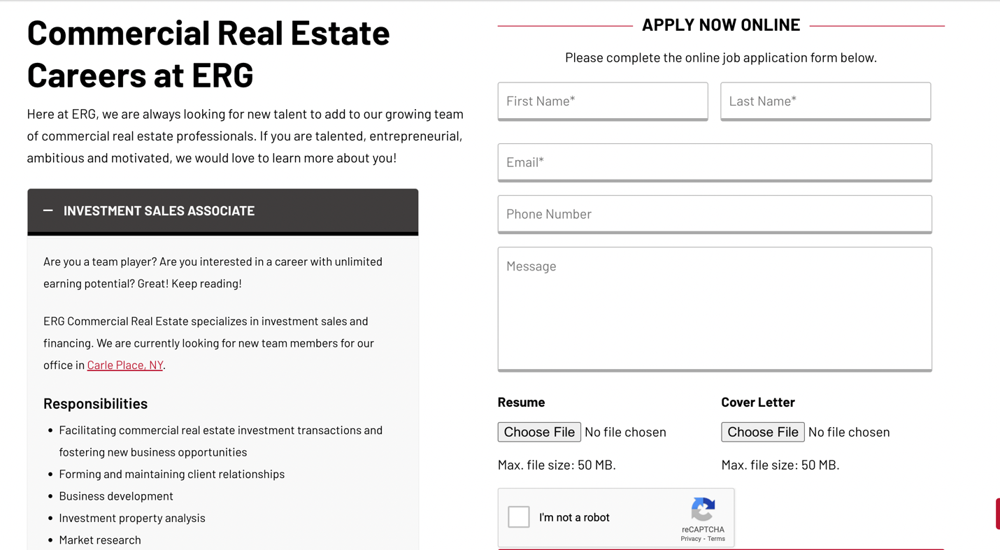 Commercial Real Estate
Careers at ERG
Here at ERG, we are always looking for new talent to add to our growing team
of commercial real estate professionals. If you are talented, entrepreneurial,
ambitious and motivated, we would love to learn more about you!
INVESTMENT SALES ASSOCIATE
Are you a team player? Are you interested in a career with unlimited
earning potential? Great! Keep reading!
ERG Commercial Real Estate specializes in investment sales and
financing. We are currently looking for new team members for our
office in Carle Place, NY.
Responsibilities
• Facilitating commercial real estate investment transactions and
fostering new business opportunities
• Forming and maintaining client relationships
• Business development
• Investment property analysis
• Market research
APPLY NOW ONLINE
Please complete the online job application form below.
First Name*
Last Name*
Email*
Phone Number
Message
Resume
Choose File No file chosen
Max. file size: 50 MB.
Cover Letter
Choose File No file chosen
Max. file size: 50 MB.
I'm not a robot
reCAPTCHA
Privacy - Terms